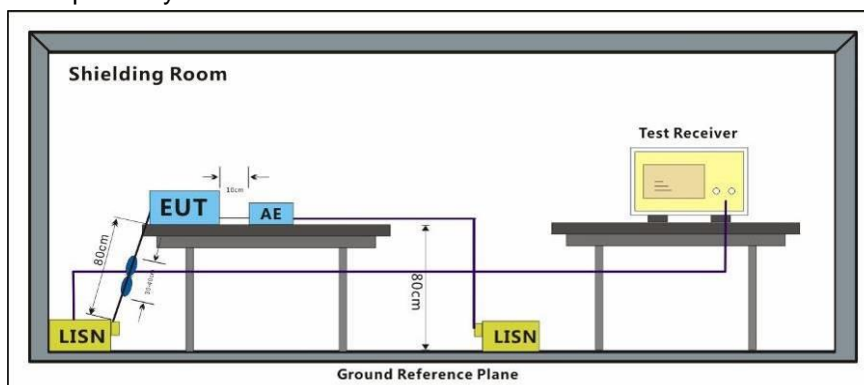 Shielding Room
Test Receiver
10cm
EUT
AE
80cm
80cm
LISN
LISN
Ground Reference Plane